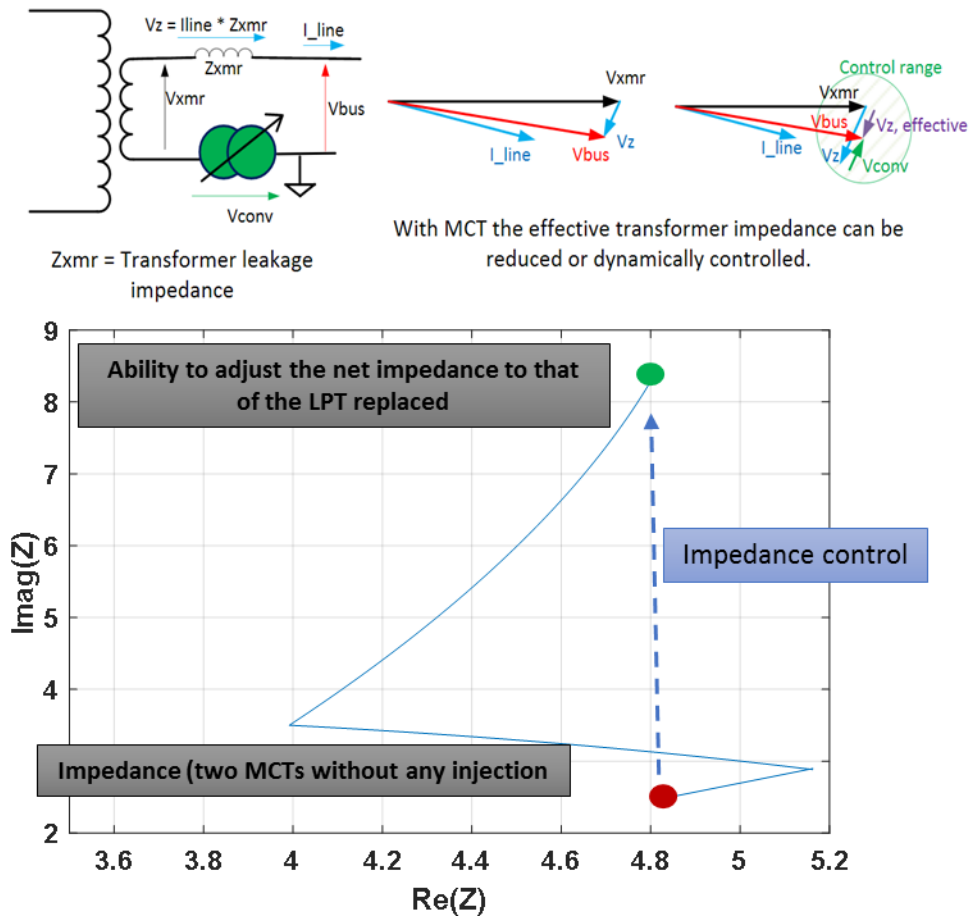 Vz = Iline * Zxmr
I_line
Zxmr
Vxmr
Vbus
Vconv
Zxmr = Transformer leakage
impedance
Vxmr
I_line
Vbus
Vz
Control range
Vxmr
Vbus
Vz, effective
I_line
Vz
Vconv
With MCT the effective transformer impedance can be
reduced or dynamically controlled.
9
8
7
6
5
4
2
Imag(Z)
Ability to adjust the net impedance to that
of the LPT replaced
Impedance control
Impedance (two MCTs without any injection
3.6 3.8 4 4.2 4.4 4.6 4.8 5 5.2
Re(Z)